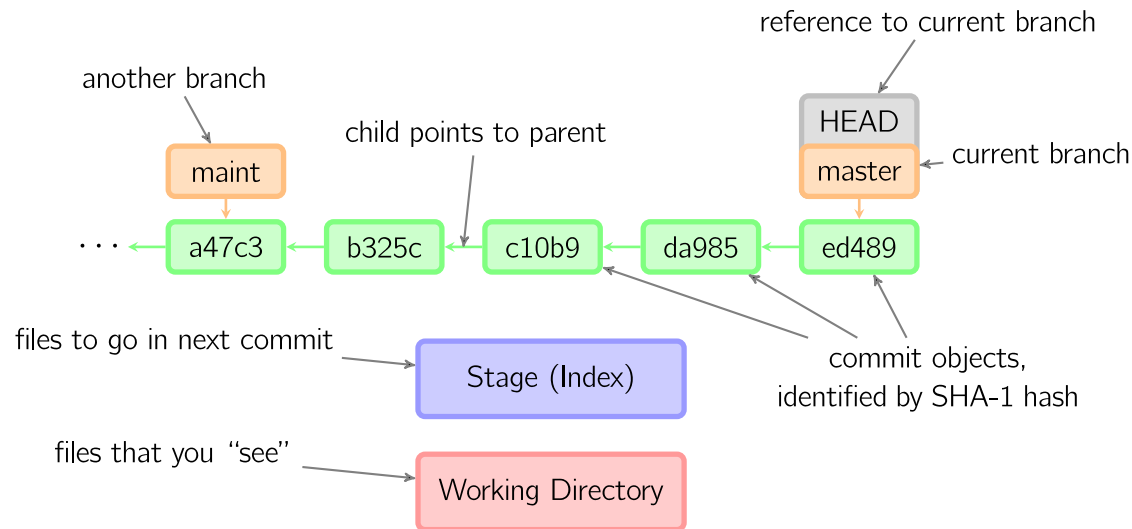 reference to current branch
another branch
HEAD
child points to parent
current branch
maint
master
· · ·
a47c3
b325c
c10b9
da985
ed489
files to go in next commit
Stage (Index)
commit objects,
identified by SHA-1 hash
files that you “see”
Working Directory